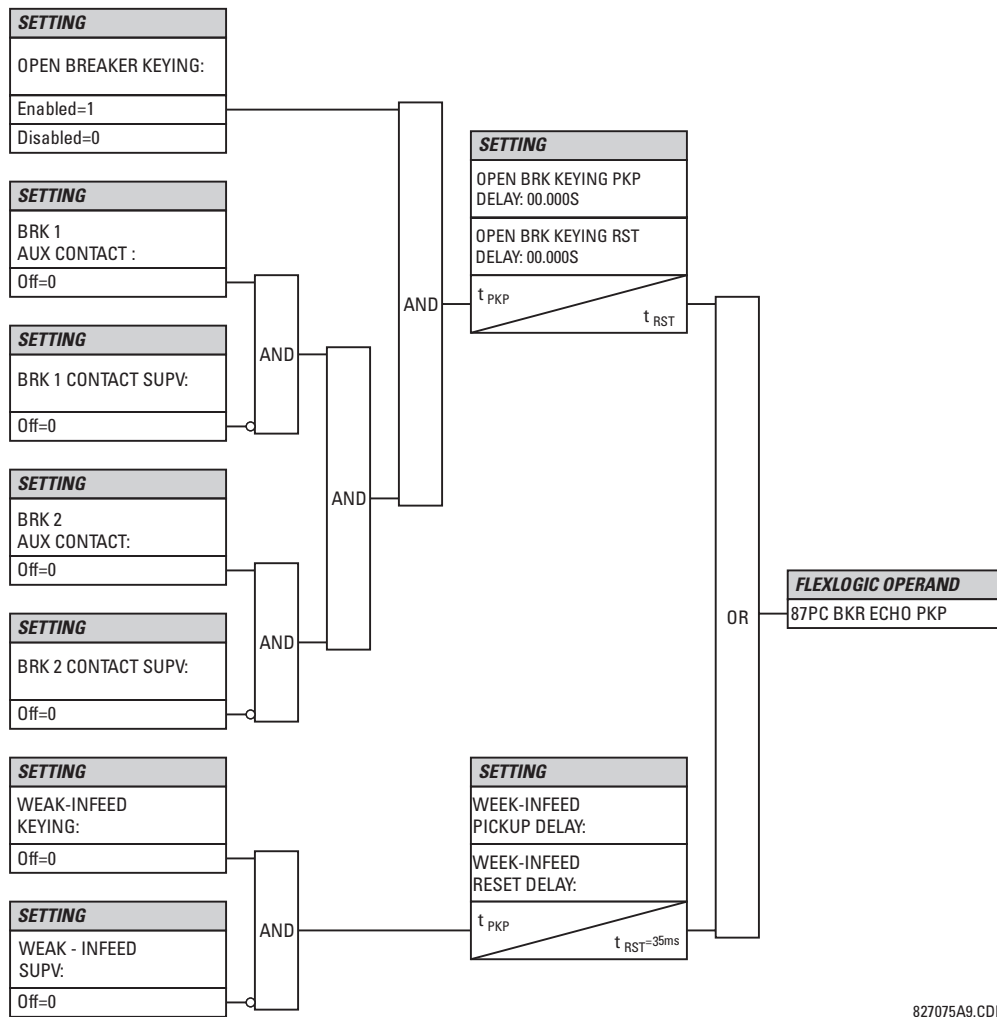 SETTING
OPEN BREAKER KEYING:
Enabled=1
Disabled=0
SETTING
BRK 1
AUX CONTACT :
Off=0
SETTING
BRK 1 CONTACT SUPV:
Off=0
SETTING
BRK 2
AUX CONTACT:
Off=0
SETTING
BRK 2 CONTACT SUPV:
Off=0
SETTING
WEAK-INFEED
KEYING:
Off=0
SETTING
WEAK - INFEED
SUPV:
Off=0
AND
AND
AND
AND
AND
SETTING
OPEN BRK KEYING PKP
DELAY: 00.000S
OPEN BRK KEYING RST
DELAY: 00.000S
t PKP
t RST
SETTING
WEEK-INFEED
PICKUP DELAY:
WEEK-INFEED
RESET DELAY:
t PKP
t RST=35ms
OR
FLEXLOGIC OPERAND
87PC BKR ECHO PKP